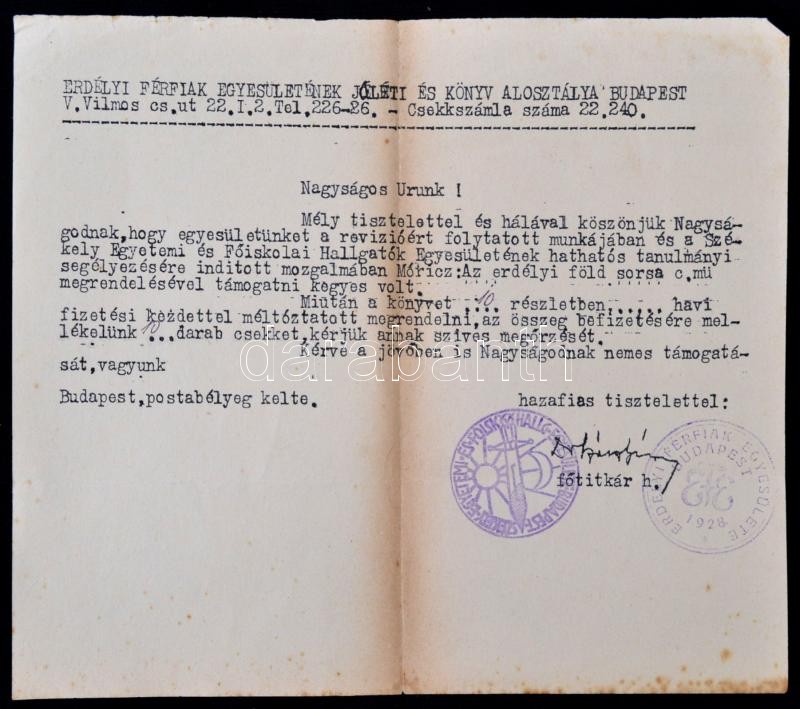 ERDÉLYI FÉRFIAK EGYESÜLETÉNEK JÓLÉTI ÉS KÖNYV ALOSZTÁLYA BUDAPEST
V.Vilmos cs.ut 22.I.2.Tel.226-26. - Csekkszámla száma 22.240.
Nagyságos Urunk !
Mély tisztelettel és hálával köszönjük Nagysá-
godnak,hogy egyesületünket a revizióért folytatott munkájában és a Szé-
kely Egyetemi és Főiskolai Hallgatók Egyesületének hathatós tanulmányi
segélyezésére inditott mozgalmában Móricz:Az erdélyi föld sorsa c.mü
megrendelésével támogatni kegyes volt.
Miután a könyvet ...10... részletben,...... havi
fizetési kezdettel méltóztatott megrendelni,az összeg befizetésére mel-
lékelünk 10...darab csekket,kérjük annak szives megőrzését.
Kérve a jövőben is Nagyságodnak nemes támogatá-
sát,vagyunk
Budapest,postabélyeg kelte.
hazafias tisztelettel:
Dr
főtitkár h.
ERDÉLYI FÉRFIAK EGYESÜLETE
BUDAPEST
EFE
1928
darabanth